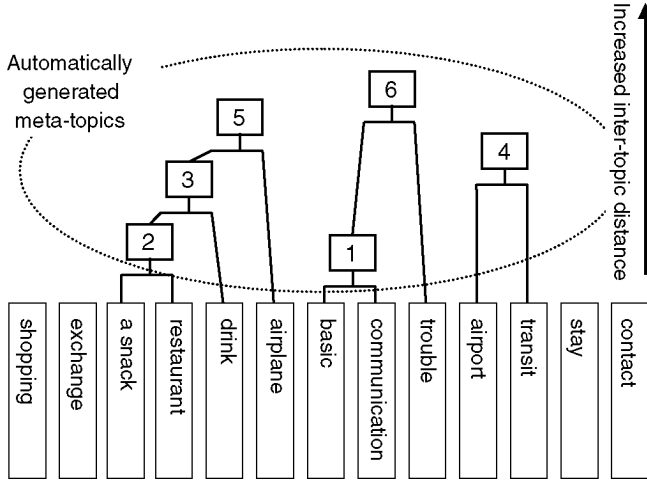 Automatically
generated
meta-topics
Increased inter-topic distance
6
5
4
3
2
1
shopping
exchange
a snack
restaurant
drink
airplane
basic
communication
trouble
airport
transit
stay
contact